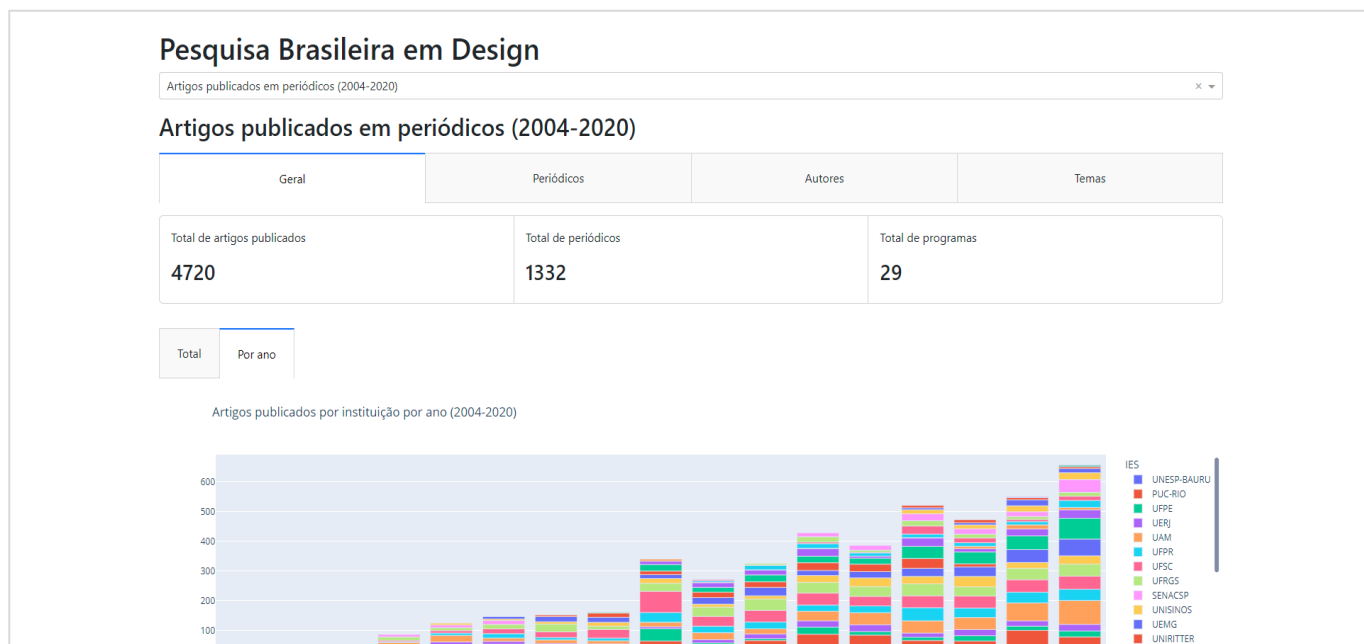 Pesquisa Brasileira em Design
Artigos publicados em periódicos (2004-2020)
Artigos publicados em periódicos (2004-2020)
Geral
Periódicos
Autores
Temas
Total de artigos publicados
Total de periódicos
Total de programas
4720
1332
29
Total
Por ano
Artigos publicados por instituição por ano (2004-2020)
600
500
400
300
200
100
IES
UNESP-BAURU
PUC-RIO
UFPE
UERJ
UAM
UFPR
UFSC
UFRGS
SENACSP
UNISINOS
UEMG
UNIRITTER